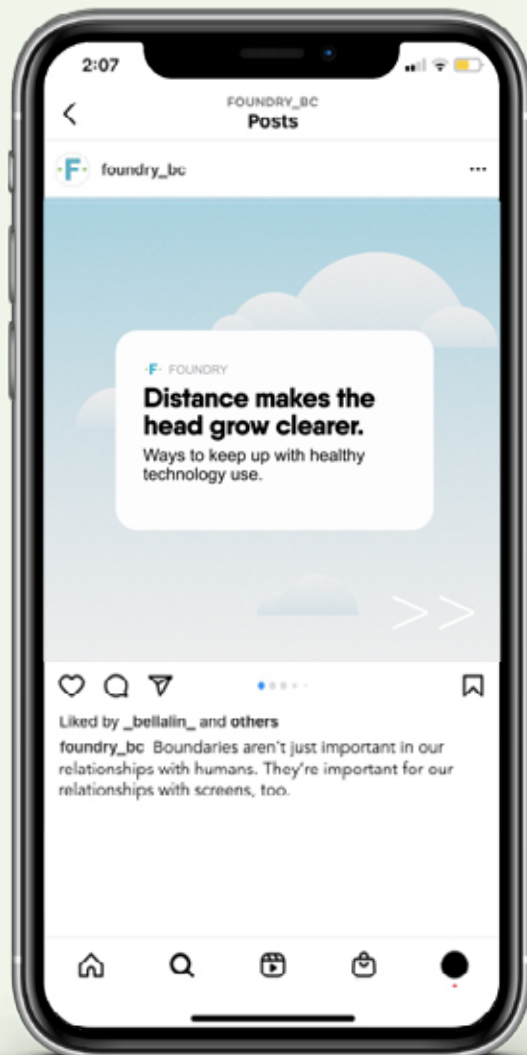 2:07
FOUNDRY_BC
Posts
F foundry_bc
F FOUNDRY
Distance makes the
head grow clearer.
Ways to keep up with healthy
technology use.
>>
Liked by _bellalin_ and others
foundry_bc Boundaries aren't just important in our
relationships with humans. They're important for our
relationships with screens, too.